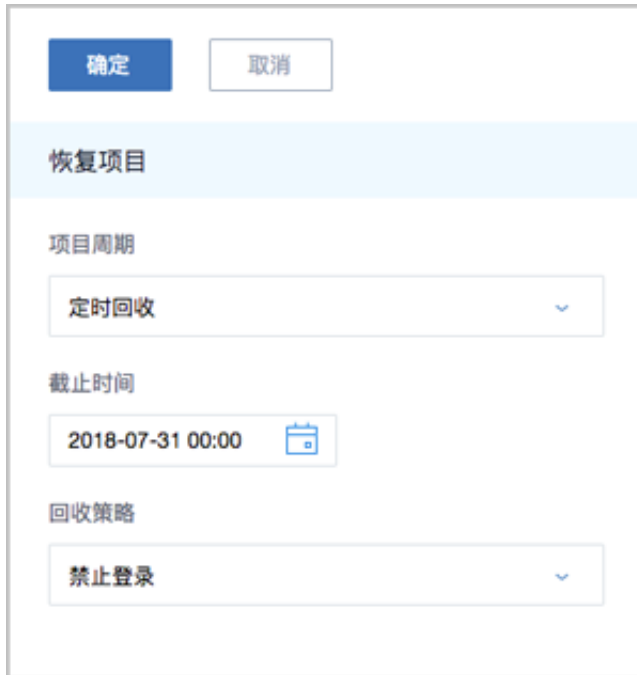 确定 取消
恢复项目
项目周期
定时回收
截止时间
2018-07-31 00:00
回收策略
禁止登录